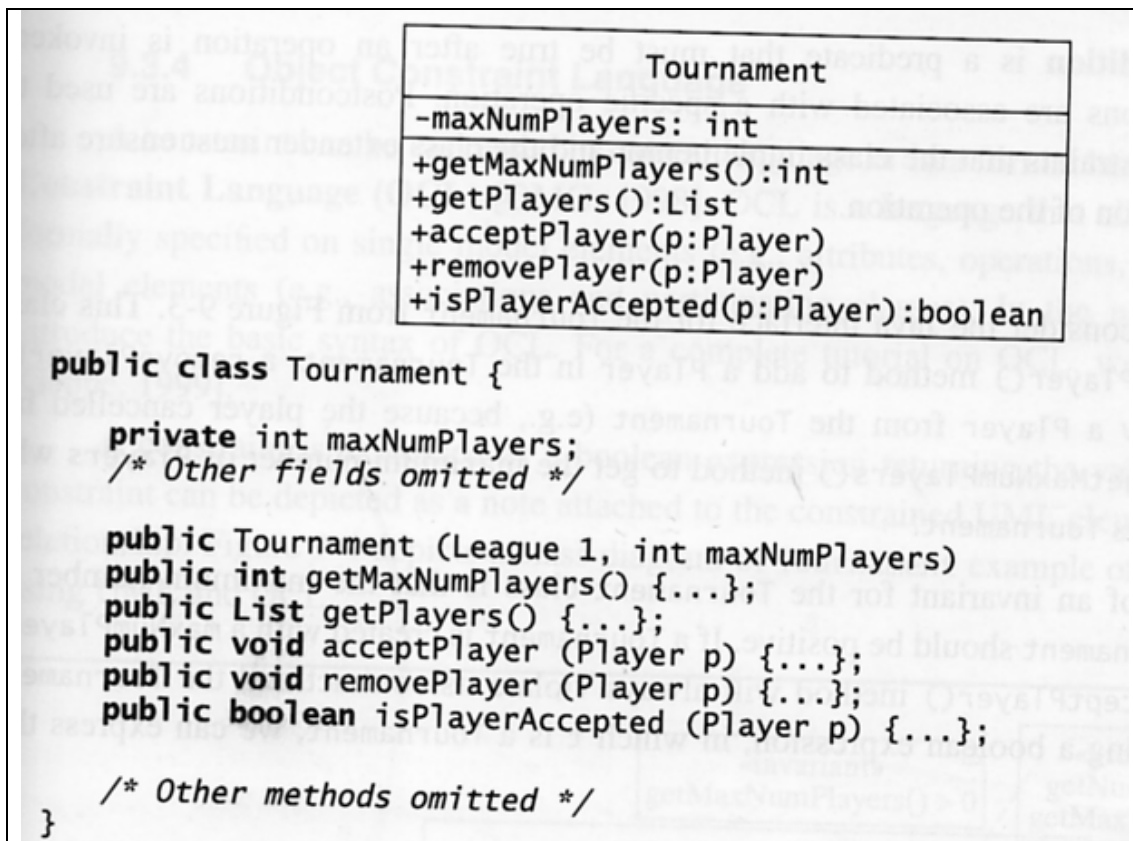 Tournament
-maxNumPlayers: int
+getMaxNumPlayers():int
+getPlayers():List
+acceptPlayer(p:Player)
+removePlayer(p:Player)
+isPlayerAccepted(p:Player):boolean
public class Tournament {
private int maxNumPlayers;
/* Other fields omitted */
public Tournament (League 1, int maxNumPlayers)
public int getMaxNumPlayers() {...};
public List getPlayers() {...};
public void acceptPlayer (Player p) {...};
public void removePlayer (Player p) {...};
public boolean isPlayerAccepted (Player p) {...};
/* Other methods omitted */
}